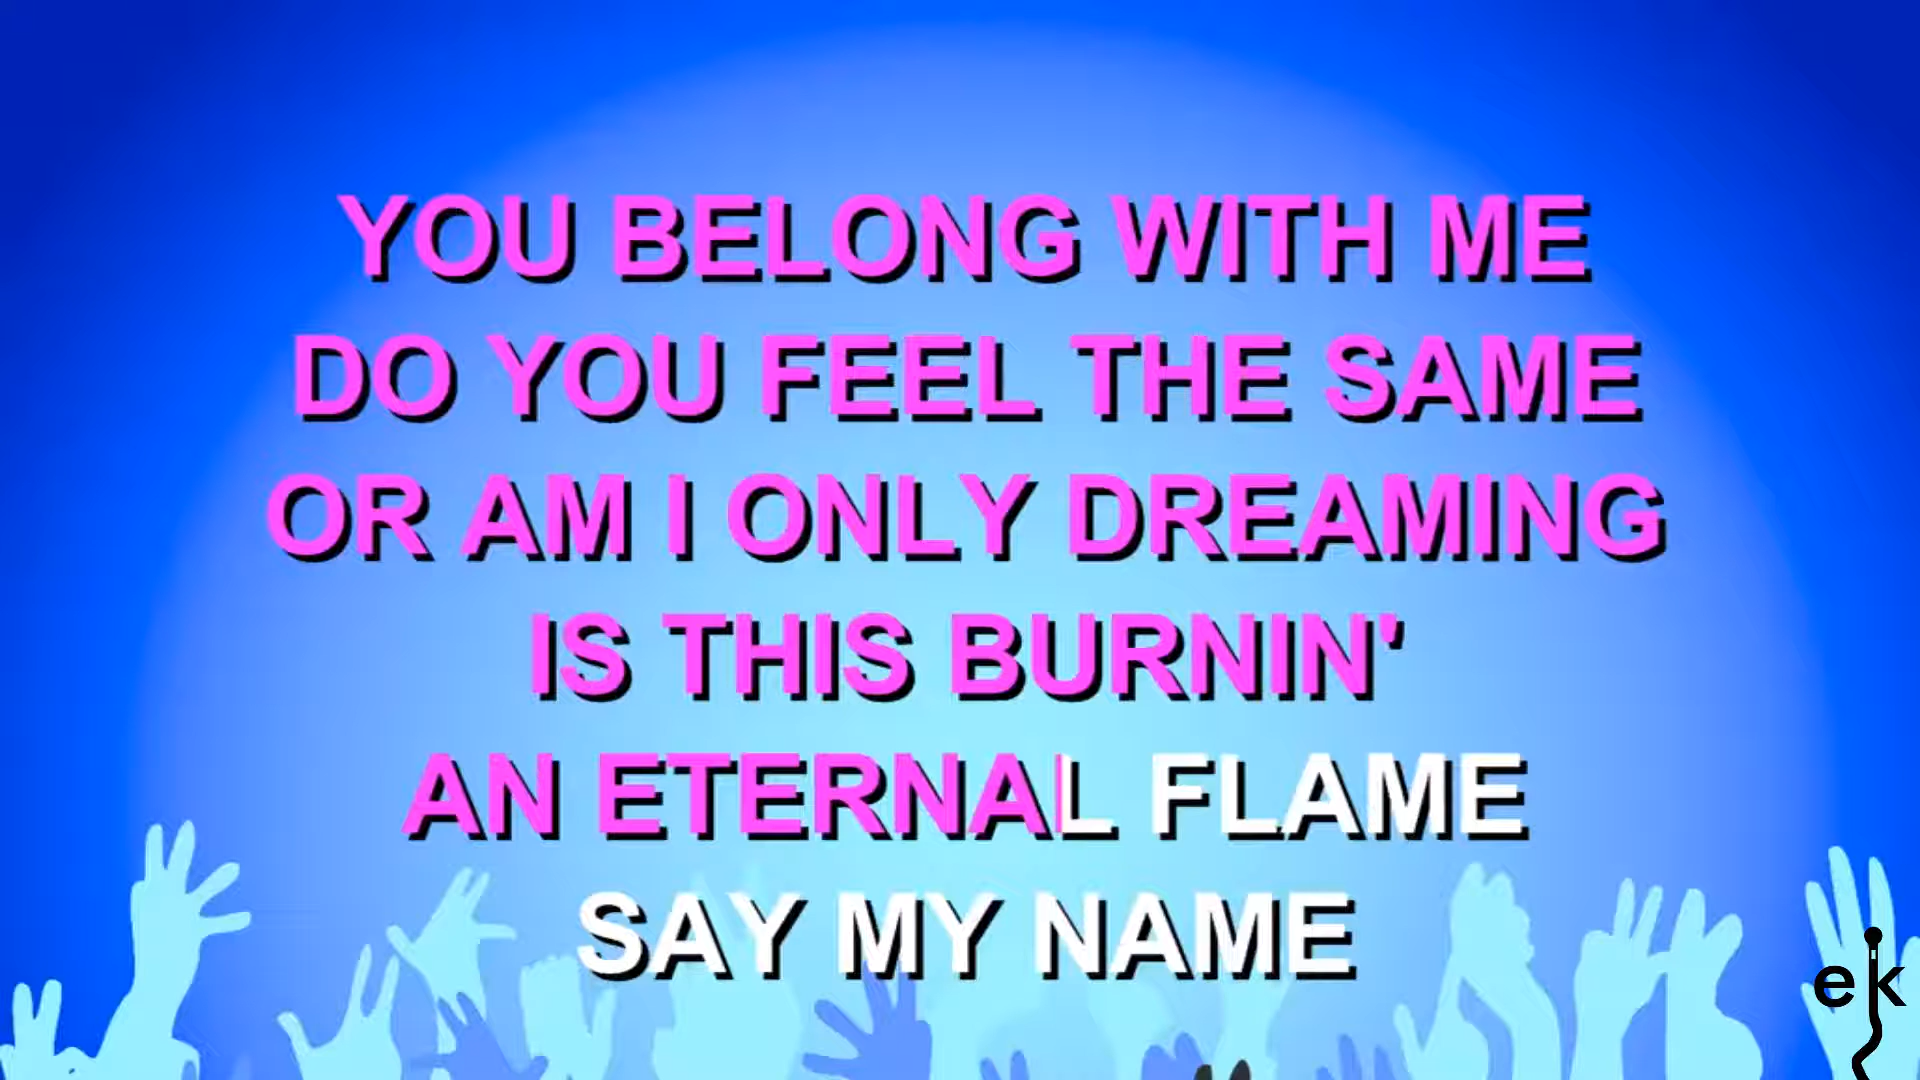 YOU BELONG WITH ME
DO YOU FEEL THE SAME
OR AM I ONLY DREAMING
IS THIS BURNIN'
AN ETERNAL FLAME
SAY MY NAME
ek